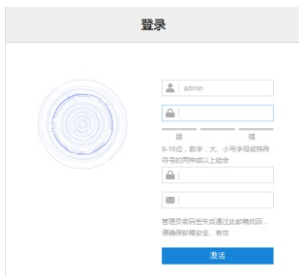 登录
admin
弱 强
8-16位，数字，大、小写字母或特殊
符号的两种或以上组合
管理员密码丢失后通过此邮箱找回，
请确保邮箱安全、有效
激活